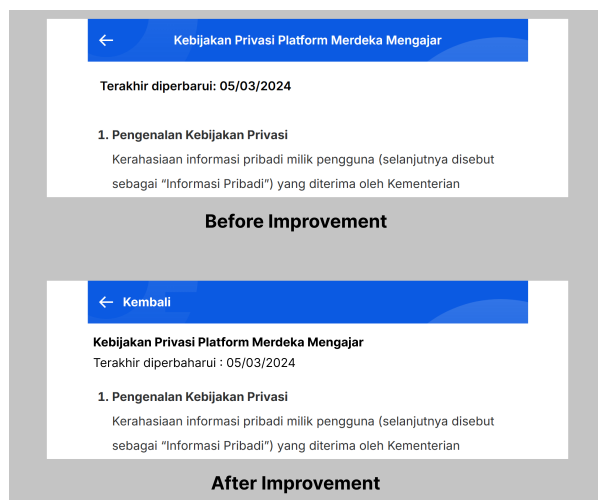 Kebijakan Privasi Platform Merdeka Mengajar
Terakhir diperbarui: 05/03/2024
1. Pengenalan Kebijakan Privasi
Kerahasiaan informasi pribadi milik pengguna (selanjutnya disebut
sebagai “Informasi Pribadi”) yang diterima oleh Kementerian
Before Improvement
Kembali
Kebijakan Privasi Platform Merdeka Mengajar
Terakhir diperbaharui : 05/03/2024
1. Pengenalan Kebijakan Privasi
Kerahasiaan informasi pribadi milik pengguna (selanjutnya disebut
sebagai “Informasi Pribadi”) yang diterima oleh Kementerian
After Improvement